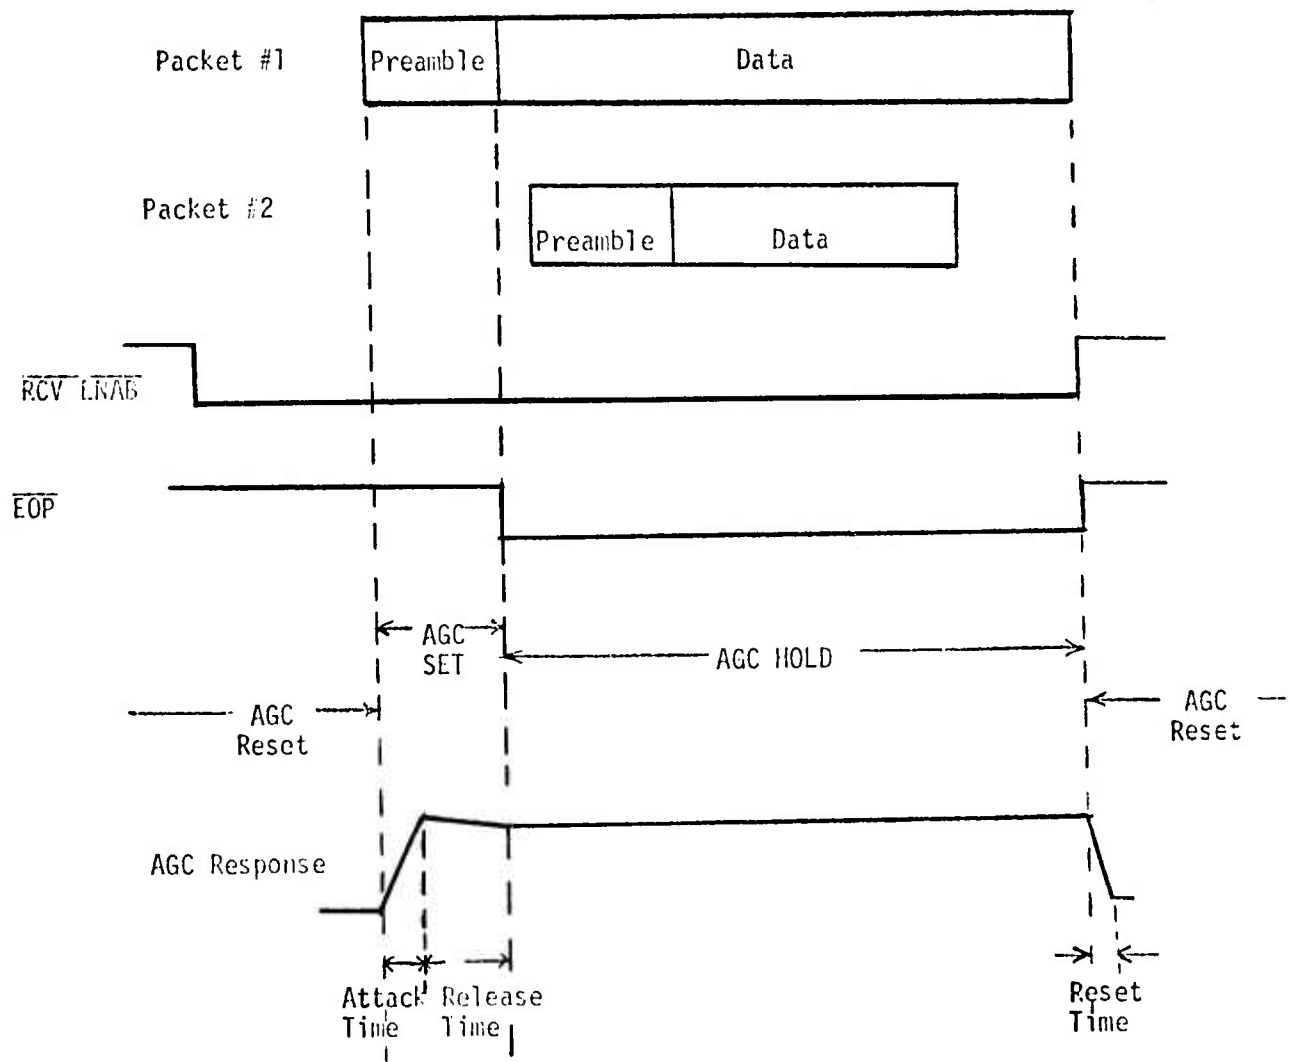 Packet #1
Preamble
Data
Packet #2
Preamble
Data
RCV ENAB
EOP
AGC
SET
AGC HOLD
AGC
Reset
AGC
Reset
AGC Response
Attack
Time
Release
Time
Reset
Time